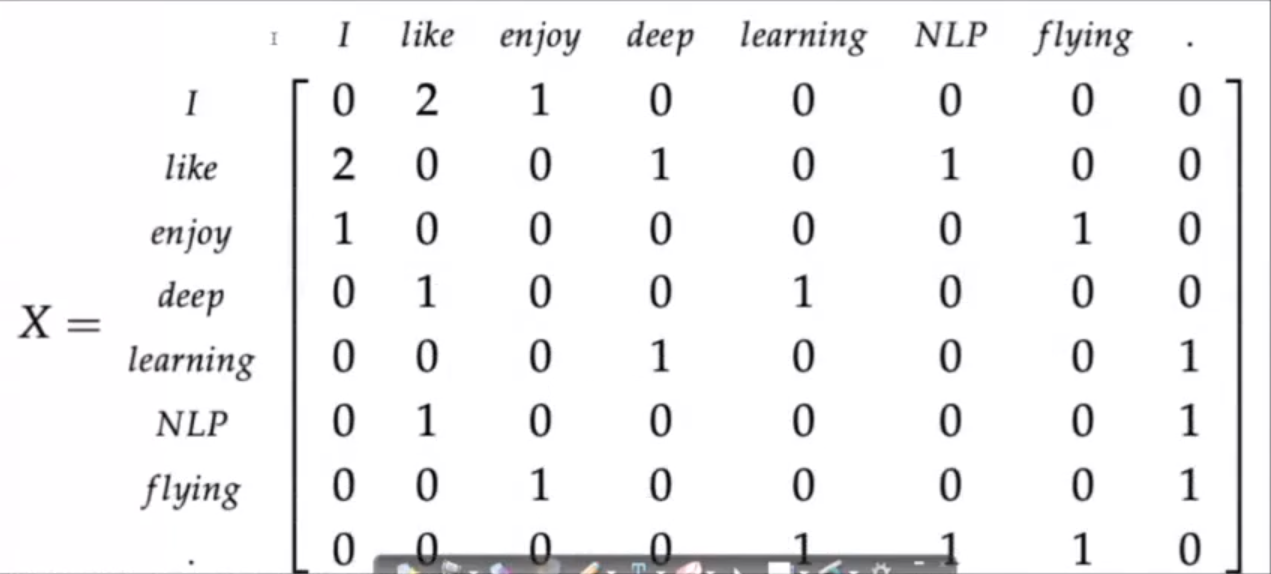 I like enjoy deep learning NLP flying .
I 0 2 1 0 0 0 0 0
like 2 0 0 1 0 1 0 0
enjoy 1 0 0 0 0 0 1 0
deep 0 1 0 0 1 0 0 0
X = learning 0 0 0 1 0 0 0 1
NLP 0 1 0 0 0 0 0 1
flying 0 0 1 0 0 0 0 1
. 0 0 0 0 1 1 1 0